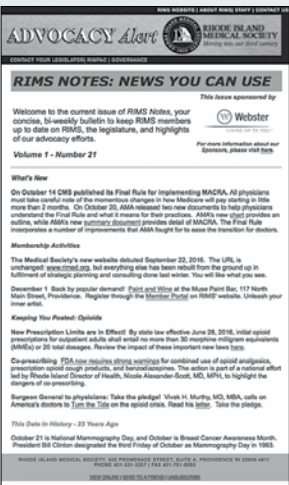 RIMS WEBSITE | ABOUT RIMS | STAFF | CONTACT US
ADVOCACY Alert
RHODE ISLAND
MEDICAL SOCIETY
Moving into our third century
CONTACT YOUR LEGISLATOR | RIMPAC | GOVERNANCE
RIMS NOTES: NEWS YOU CAN USE
This issue sponsored by
Welcome to the current issue of RIMS Notes, your
concise, bi-weekly bulletin to keep RIMS members
up to date on RIMS, the legislature, and highlights
of our advocacy efforts.
Webster
LIVING UP TO YOU
For more information about our
Sponsors, please visit here.
Volume 1 - Number 21
What's New
On October 14 CMS published its Final Rule for implementing MACRA. All physicians
must take careful note of the momentous changes in how Medicare will pay starting in little
more than 2 months. On October 20, AMA released two new documents to help physicians
understand the Final Rule and what it means for their practices. AMA's new chart provides an
outline, while AMA's new summary document provides detail of MACRA. The Final Rule
incorporates a number of improvements that AMA fought for to ease the transition for doctors.
Membership Activities
The Medical Society's new website debuted September 22, 2016. The URL is
unchanged: www.rimed.org, but everything else has been rebuilt from the ground up in
fulfillment of strategic planning and consulting done last winter. You will like what you see.
December 1 Back by popular demand! Paint and Wine at the Muse Paint Bar, 117 North
Main Street, Providence. Register through the Member Portal on RIMS' website. Unleash your
inner artist.
Keeping You Posted: Opioids
New Prescription Limits are in Effect! By state law effective June 28, 2016, initial opioid
prescriptions for outpatient adults shall entail no more than 30 morphine milligram equivalents
(MMEs) or 20 total dosages. Review the impact of these important new laws here.
Co-prescribing FDA now requires strong warnings for combined use of opioid analgesics,
prescription opioid cough products, and benzodiazepines. The action is part of a national effort
led by Rhode Island Director of Health, Nicole Alexander-Scott, MD, MPH, to highlight the
dangers of co-prescribing.
Surgeon General to physicians: Take the pledge! Vivek H. Murthy, MD, MBA, calls on
America's doctors to Turn the Tide on the opioid crisis. Read his letter. Take the pledge.
This Date In History - 23 Years Ago
October 21 is National Mammography Day, and October is Breast Cancer Awareness Month.
President Bill Clinton designated the third Friday of October as Mammography Day in 1993.
RHODE ISLAND MEDICAL SOCIETY, 405 PROMENADE STREET, SUITE A, PROVIDENCE RI 02908-4811
PHONE 401-331-3207 | FAX 401-751-8050
VIEW ONLINE | SEND TO A FRIEND | UNSUBSCRIBE